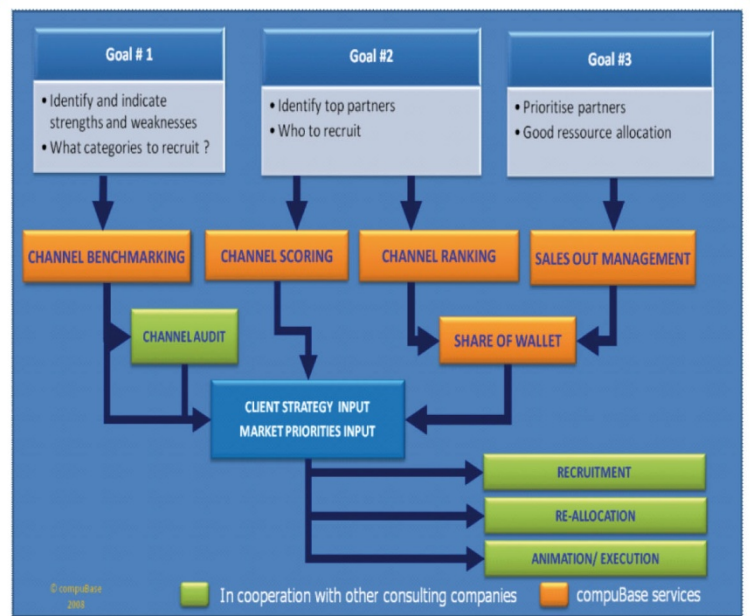 Goal # 1
• Identify and indicate
strengths and weaknesses
• What categories to recruit ?
Goal #2
• Identify top partners
• Who to recruit
Goal #3
• Prioritise partners
• Good ressource allocation
CHANNEL BENCHMARKING
CHANNEL SCORING
CHANNEL RANKING
SALES OUT MANAGEMENT
CHANNEL AUDIT
SHARE OF WALLET
CLIENT STRATEGY INPUT
MARKET PRIORITIES INPUT
RECRUITMENT
RE-ALLOCATION
ANIMATION/ EXECUTION
© compuBase
2008
In cooperation with other consulting companies
compuBase services